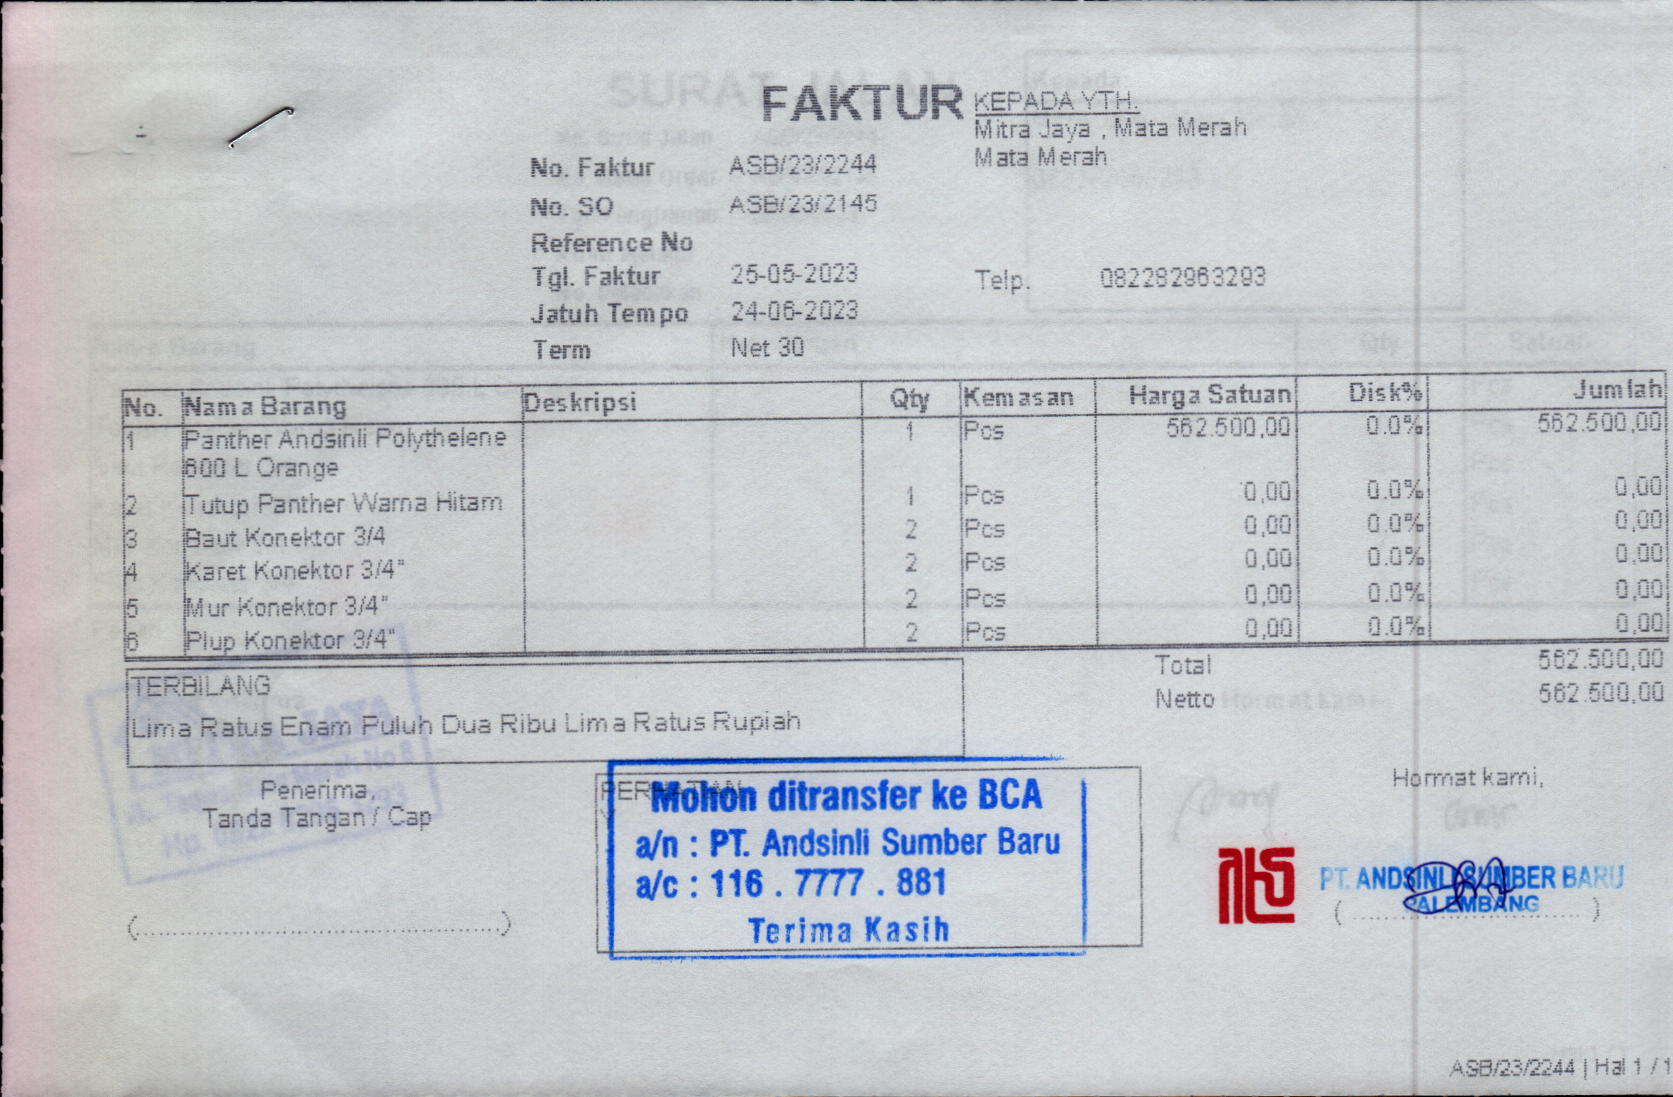 FAKTUR
KEPADA YTH.
Mitra Jaya , Mata Merah
Mata Merah
No. Faktur ASB/23/2244
No. SO ASB/23/2145
Reference No
Tgl. Faktur 25-05-2023
Telp. 082282963293
Jatuh Tempo 24-06-2023
Term Net 30
No. Nama Barang Deskripsi Qty Kemasan Harga Satuan Disk% Jumlah
1 Panther Andsinli Polythelene 1 Pcs 562.500,00 0.0% 562.500,00
600 L Orange
2 Tutup Panther Warna Hitam 1 Pcs 0,00 0.0% 0,00
3 Baut Konektor 3/4 2 Pcs 0,00 0.0% 0,00
4 Karet Konektor 3/4" 2 Pcs 0,00 0.0% 0,00
5 Mur Konektor 3/4" 2 Pcs 0,00 0.0% 0,00
6 Plup Konektor 3/4" 2 Pcs 0,00 0.0% 0,00
Total 562.500,00
Netto 562.500,00
TERBILANG
Lima Ratus Enam Puluh Dua Ribu Lima Ratus Rupiah
Penerima,
Tanda Tangan / Cap
PERHATIAN
Mohon ditransfer ke BCA
a/n : PT. Andsinli Sumber Baru
a/c : 116 . 7777 . 881
Terima Kasih
Hormat kami,
PT. ANDSINLI SUMBER BARU
PALEMBANG
ASB/23/2244 | Hal 1 / 1